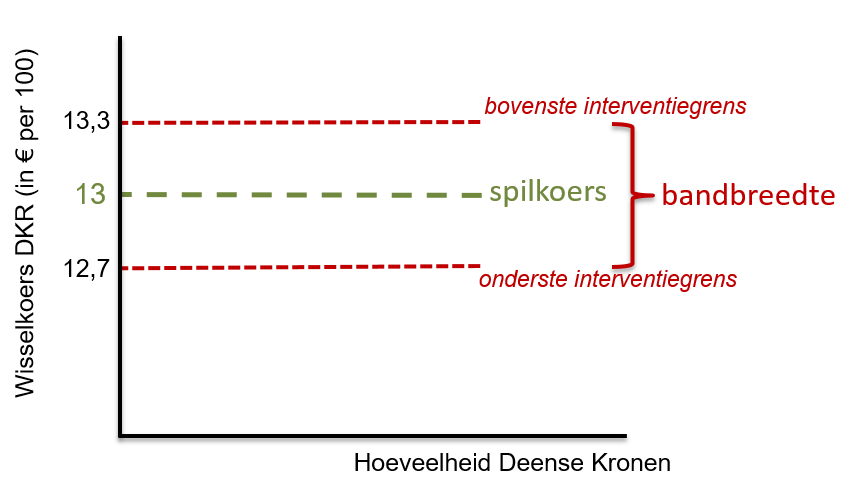 Wisselkoers DKR (in € per 100)
bovenste interventiegrens
13,3
13
spilkoers
bandbreedte
12,7
onderste interventiegrens
Hoeveelheid Deense Kronen